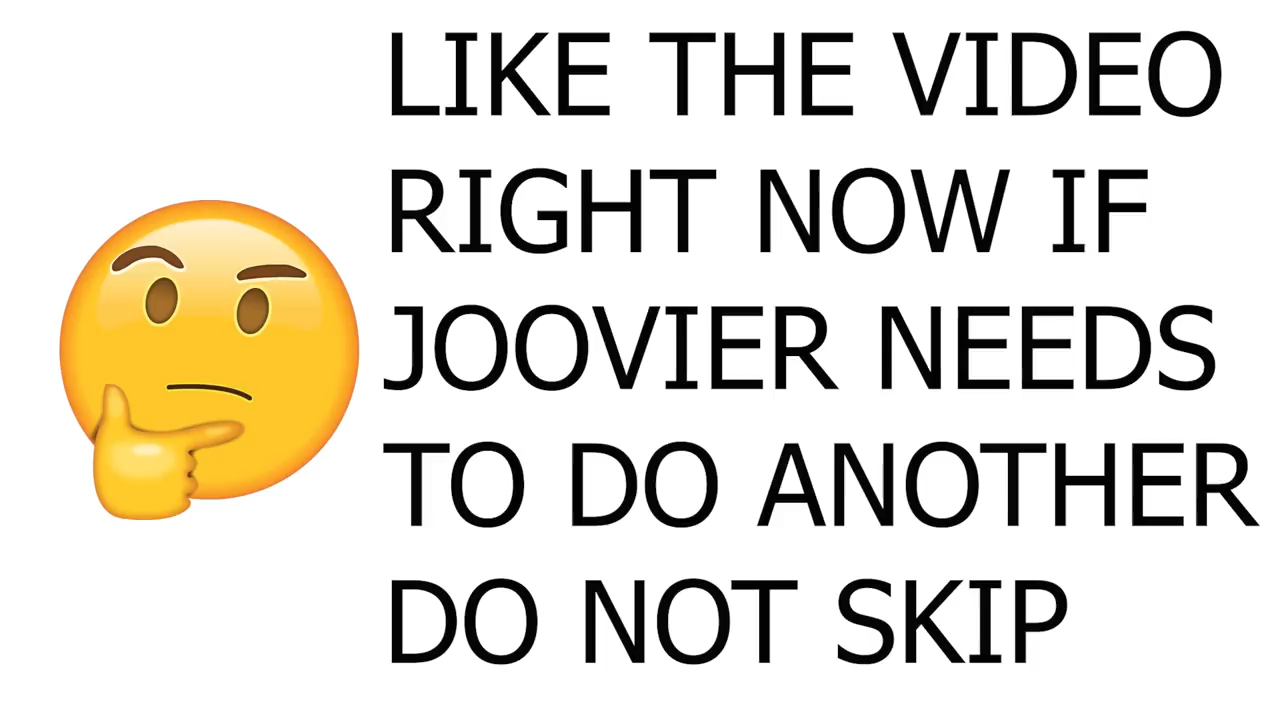 LIKE THE VIDEO
RIGHT NOW IF
JOOVIER NEEDS
TO DO ANOTHER
DO NOT SKIP